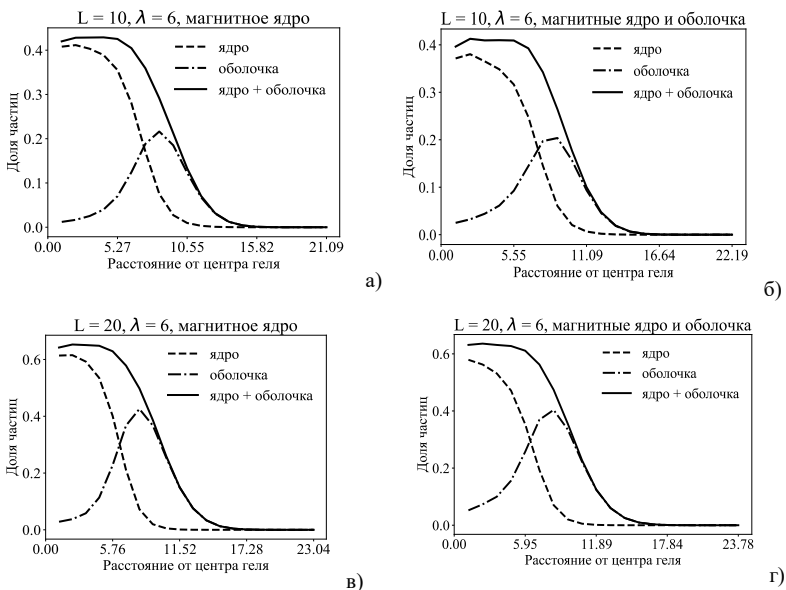 L = 10, λ = 6, магнитное ядро
Доля частиц
0.4
0.3
0.2
0.1
0.0
ядро
оболочка
ядро + оболочка
0.00 5.27 10.55 15.82 21.09
Расстояние от центра геля
а)
L = 10, λ = 6, магнитные ядро и оболочка
Доля частиц
0.4
0.3
0.2
0.1
0.0
ядро
оболочка
ядро + оболочка
0.00 5.55 11.09 16.64 22.19
Расстояние от центра геля
б)
L = 20, λ = 6, магнитное ядро
Доля частиц
0.6
0.4
0.2
0.0
ядро
оболочка
ядро + оболочка
0.00 5.76 11.52 17.28 23.04
Расстояние от центра геля
в)
L = 20, λ = 6, магнитные ядро и оболочка
Доля частиц
0.6
0.4
0.2
0.0
ядро
оболочка
ядро + оболочка
0.00 5.95 11.89 17.84 23.78
Расстояние от центра геля
г)